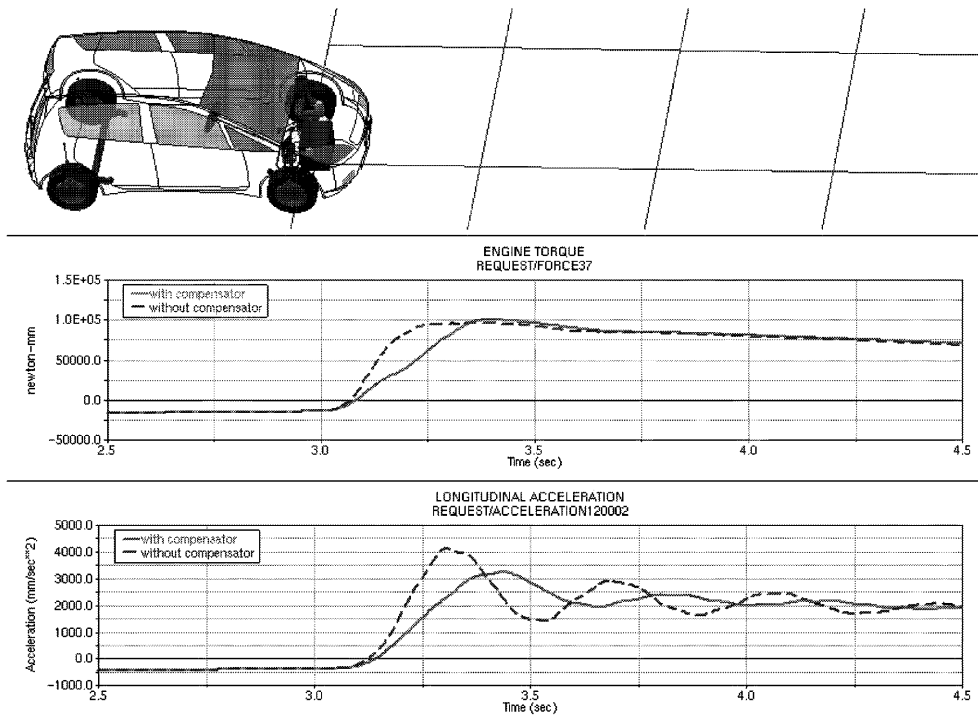 ENGINE TORQUE
REQUEST/FORCE37
1.5E+05
1.0E+05
50000.0
0.0
-50000.0
newton-mm
with compensator
without compensator
2.5 3.0 3.5 4.0 4.5
Time (sec)
LONGITUDINAL ACCELERATION
REQUEST/ACCELERATION120002
5000.0
4000.0
3000.0
2000.0
1000.0
0.0
-1000.0
Acceleration (mm/sec**2)
with compensator
without compensator
2.5 3.0 3.5 4.0 4.5
Time (sec)